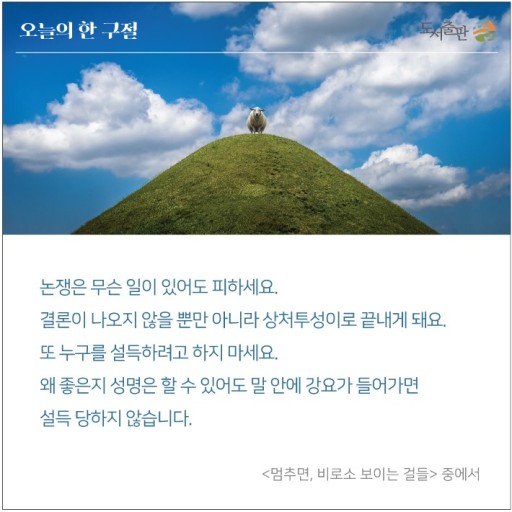 오늘의 한 구절
도서출판
논쟁은 무슨 일이 있어도 피하세요.
결론이 나오지 않을 뿐만 아니라 상처투성이로 끝내게 돼요.
또 누구를 설득하려고 하지 마세요.
왜 좋은지 성명은 할 수 있어도 말 안에 강요가 들어가면
설득 당하지 않습니다.
<멈추면, 비로소 보이는 걸들> 중에서